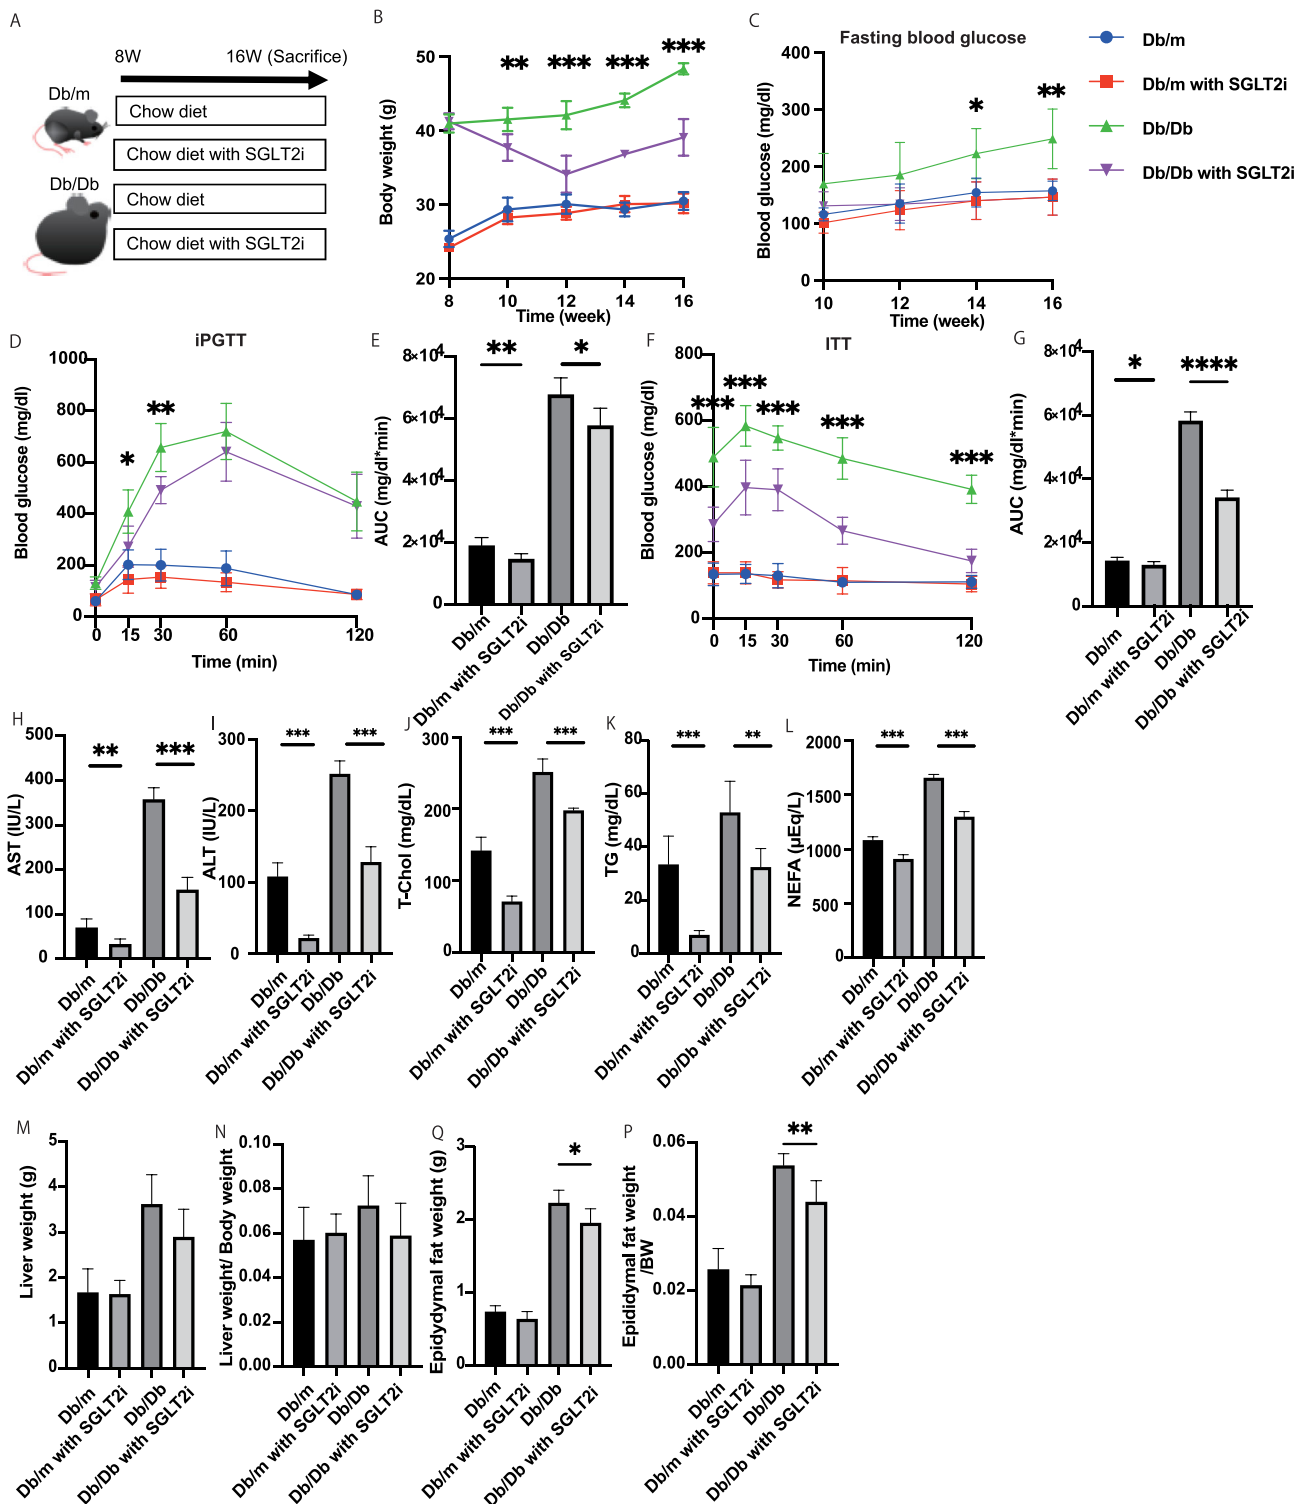 A
8W
16W (Sacrifice)
Db/m
Chow diet
Chow diet with SGLT2i
Db/Db
Chow diet
Chow diet with SGLT2i
B
Body weight (g)
50
40
30
20
8
10
12
14
16
Time (week)
**
***
***
***
C
Fasting blood glucose
Blood glucose (mg/dl)
400
300
200
100
0
10
12
14
16
Time (week)
*
**
Db/m
Db/m with SGLT2i
Db/Db
Db/Db with SGLT2i
D
iPGTT
Blood glucose (mg/dl)
1000
800
600
400
200
0
0
15
30
60
120
Time (min)
*
**
E
AUC (mg/dl*min)
8×10⁴
6×10⁴
4×10⁴
2×10⁴
0
**
*
Db/m
Db/m with SGLT2i
Db/Db
Db/Db with SGLT2i
F
ITT
Blood glucose (mg/dl)
800
600
400
200
0
0
15
30
60
120
Time (min)
***
***
***
***
***
G
AUC (mg/dl*min)
8×10⁴
6×10⁴
4×10⁴
2×10⁴
0
*
****
Db/m
Db/m with SGLT2i
Db/Db
Db/Db with SGLT2i
H
AST (IU/L)
500
400
300
200
100
0
**
***
Db/m
Db/m with SGLT2i
Db/Db
Db/Db with SGLT2i
I
ALT (IU/L)
300
200
100
0
***
***
Db/m
Db/m with SGLT2i
Db/Db
Db/Db with SGLT2i
J
T-Chol (mg/dL)
300
200
100
0
***
***
Db/m
Db/m with SGLT2i
Db/Db
Db/Db with SGLT2i
K
TG (mg/dL)
80
60
40
20
0
***
**
Db/m
Db/m with SGLT2i
Db/Db
Db/Db with SGLT2i
L
NEFA (μEq/L)
2000
1500
1000
500
0
***
***
Db/m
Db/m with SGLT2i
Db/Db
Db/Db with SGLT2i
M
Liver weight (g)
5
4
3
2
1
0
Db/m
Db/m with SGLT2i
Db/Db
Db/Db with SGLT2i
N
Liver weight/ Body weight
0.10
0.08
0.06
0.04
0.02
0.00
Db/m
Db/m with SGLT2i
Db/Db
Db/Db with SGLT2i
Q
Epidydymal fat weight (g)
3
2
1
0
*
Db/m
Db/m with SGLT2i
Db/Db
Db/Db with SGLT2i
P
Epididymal fat weight
/BW
0.06
0.04
0.02
0.00
**
Db/m
Db/m with SGLT2i
Db/Db
Db/Db with SGLT2i